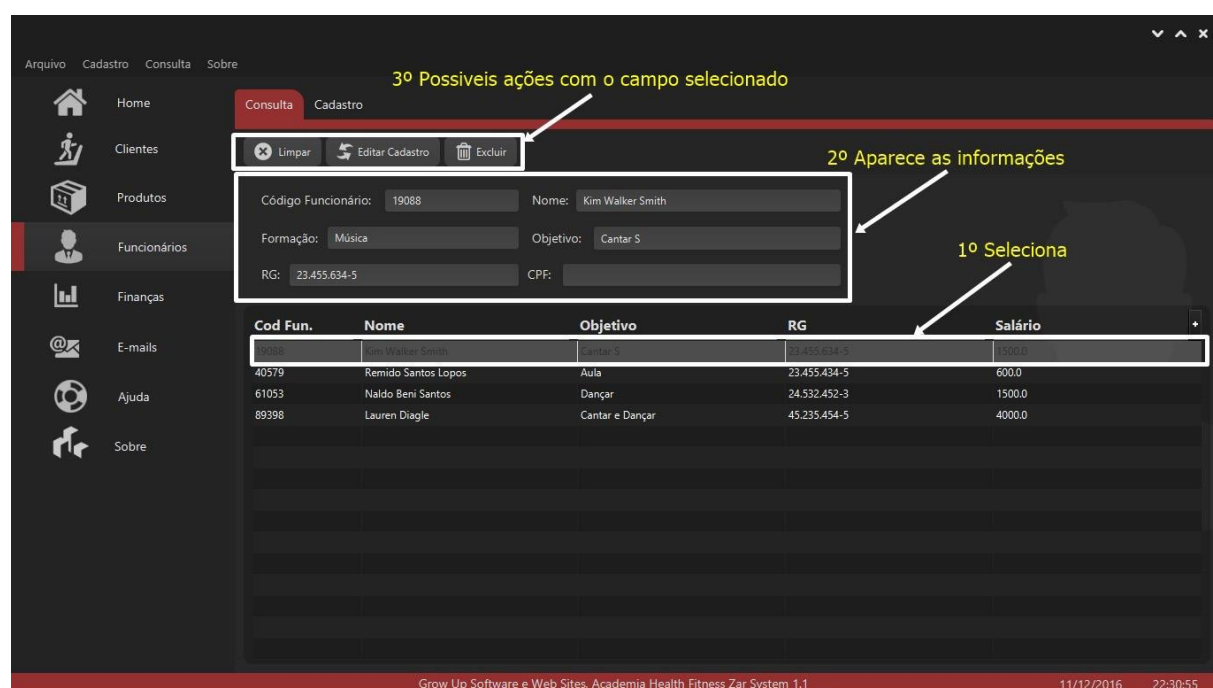 Arquivo Cadastro Consulta Sobre
3º Possiveis ações com o campo selecionado
Home
Consulta Cadastro
Clientes
Limpar Editar Cadastro Excluir
2º Aparece as informações
Produtos
Código Funcionário: 19088 Nome: Kim Walker Smith
Funcionários
Formação: Música Objetivo: Cantar S
1º Seleciona
RG: 23.455.634-5 CPF:
Finanças
Cod Fun. Nome Objetivo RG Salário +
E-mails
19088 Kim Walker Smith Cantar S 23.455.634-5 1500.0
40579 Remido Santos Lopos Aula 23.455.434-5 600.0
Ajuda
61053 Naldo Beni Santos Dançar 24.532.452-3 1500.0
89398 Lauren Diagle Cantar e Dançar 45.235.454-5 4000.0
Sobre
Grow Up Software e Web Sites. Academia Health Fitness Zar System 1.1 11/12/2016 22:30:55